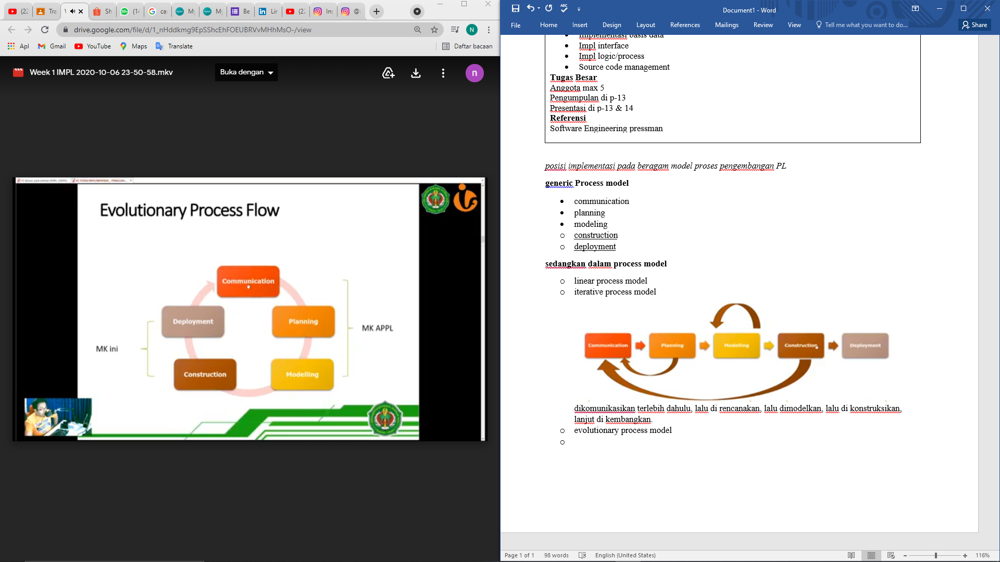 (22
Tra
Sh
(14
ca
My
My
Be
Lin
(22
Ins
@
drive.google.com/file/d/1_nHddkmg9EpSShcEhFOEUBRVvMHhMsO-/view
N
Apl
Gmail
YouTube
Maps
Translate
Daftar bacaan
Week 1 IMPL 2020-10-06 23-50-58.mkv
Buka dengan
n
Evolutionary Process Flow
Communication
Deployment
Planning
MK APPL
MK ini
Construction
Modelling
Document1 - Word
File
Home
Insert
Design
Layout
References
Mailings
Review
View
Tell me what you want to do...
Share
Implementasi basis data
Impl interface
Impl logic/process
Source code management
Tugas Besar
Anggota max 5
Pengumpulan di p-13
Presentasi di p-13 & 14
Referensi
Software Engineering pressman
posisi implementasi pada beragam model proses pengembangan PL
generic Process model
communication
planning
modeling
construction
deployment
sedangkan dalam process model
linear process model
iterative process model
Communication
Planning
Modelling
Construction
Deployment
dikomunikasikan terlebih dahulu, lalu di rencanakan, lalu dimodelkan, lalu di konstruksikan,
lanjut di kembangkan.
evolutionary process model
Page 1 of 1
98 words
English (United States)
116%